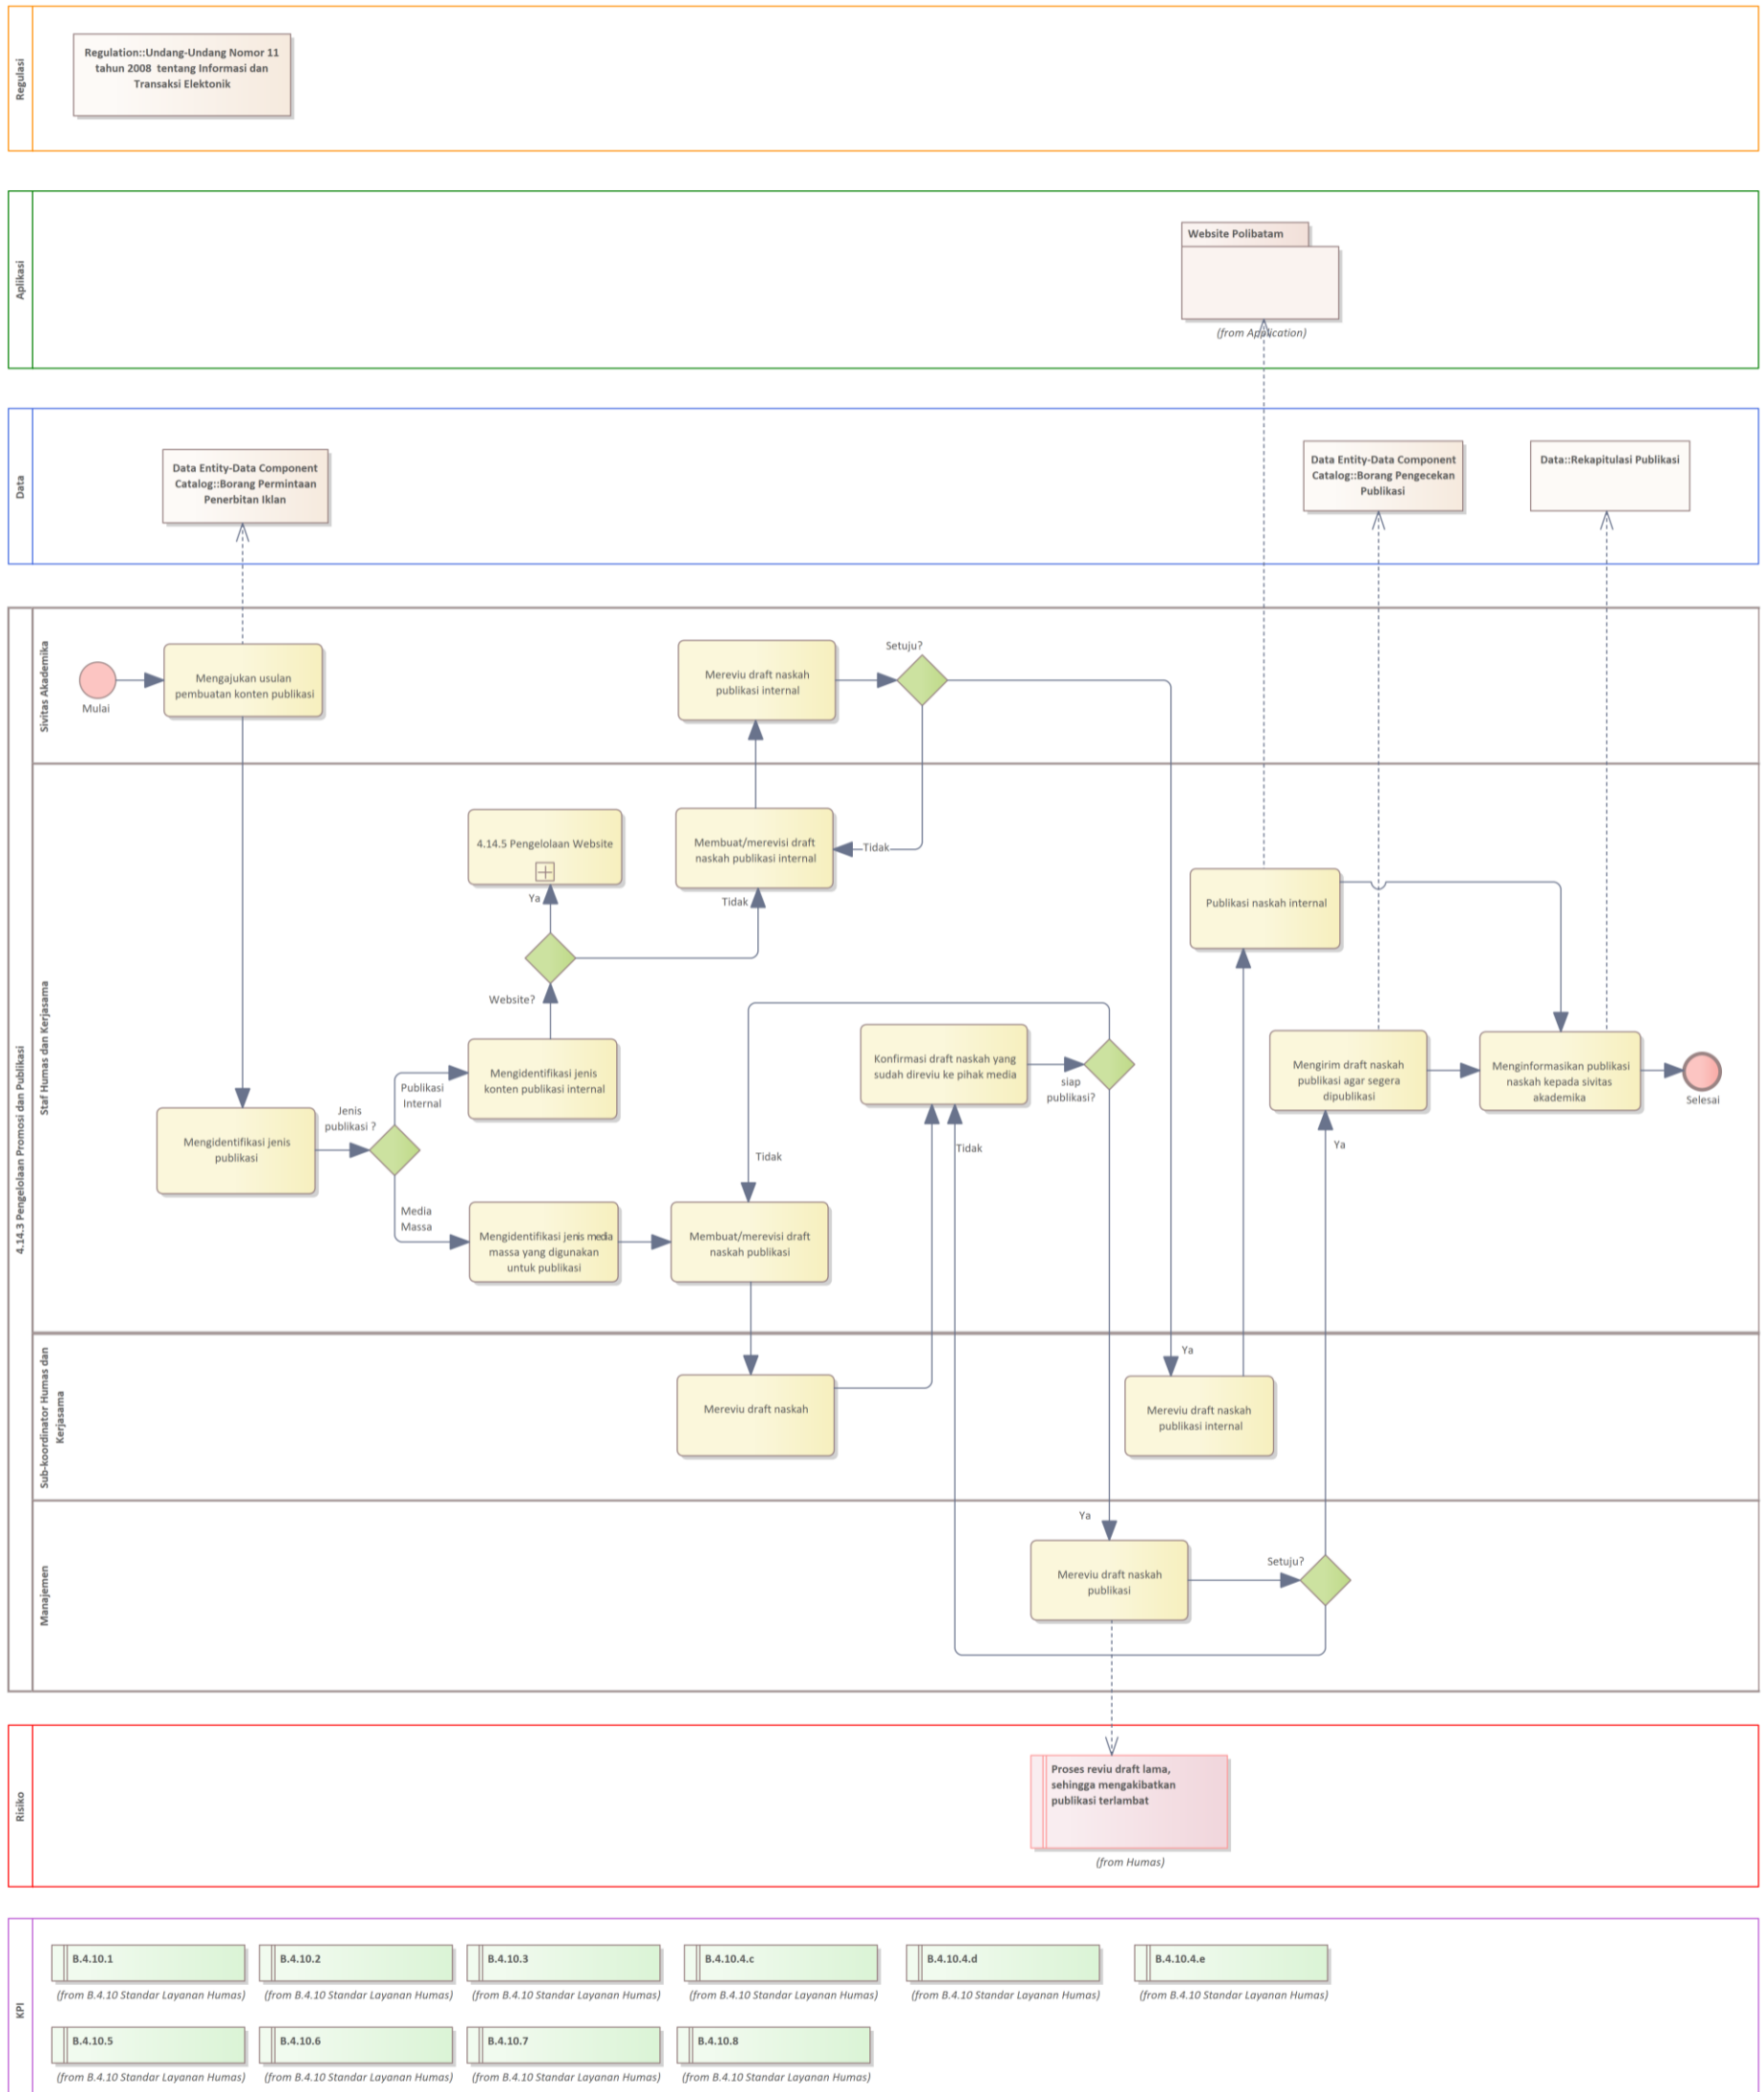 Regulasi
Regulation::Undang-Undang Nomor 11
tahun 2008 tentang Informasi dan
Transaksi Elektonik
Aplikasi
Website Polibatam
(from Application)
Data
Data Entity-Data Component
Catalog::Borang Permintaan
Penerbitan Iklan
Data Entity-Data Component
Catalog::Borang Pengecekan
Publikasi
Data::Rekapitulasi Publikasi
4.14.3 Pengelolaan Promosi dan Publikasi
Sivitas Akademika
Mulai
Mengajukan usulan
pembuatan konten publikasi
Mereviu draft naskah
publikasi internal
Setuju?
Staf Humas dan Kerjasama
4.14.5 Pengelolaan Website
Ya
Membuat/merevisi draft
naskah publikasi internal
Tidak
Tidak
Publikasi naskah internal
Website?
Mengidentifikasi jenis
konten publikasi internal
Publikasi
Internal
Jenis
publikasi ?
Mengidentifikasi jenis
publikasi
Media
Massa
Mengidentifikasi jenis media
massa yang digunakan
untuk publikasi
Membuat/merevisi draft
naskah publikasi
Tidak
Konfirmasi draft naskah yang
sudah direviu ke pihak media
siap
publikasi?
Tidak
Mengirim draft naskah
publikasi agar segera
dipublikasi
Ya
Menginformasikan publikasi
naskah kepada sivitas
akademika
Selesai
Sub-koordinator Humas dan
Kerjasama
Mereviu draft naskah
Ya
Mereviu draft naskah
publikasi internal
Manajemen
Ya
Mereviu draft naskah
publikasi
Setuju?
Risiko
Proses reviu draft lama,
sehingga mengakibatkan
publikasi terlambat
(from Humas)
KPI
B.4.10.1
(from B.4.10 Standar Layanan Humas)
B.4.10.2
(from B.4.10 Standar Layanan Humas)
B.4.10.3
(from B.4.10 Standar Layanan Humas)
B.4.10.4.c
(from B.4.10 Standar Layanan Humas)
B.4.10.4.d
(from B.4.10 Standar Layanan Humas)
B.4.10.4.e
(from B.4.10 Standar Layanan Humas)
B.4.10.5
(from B.4.10 Standar Layanan Humas)
B.4.10.6
(from B.4.10 Standar Layanan Humas)
B.4.10.7
(from B.4.10 Standar Layanan Humas)
B.4.10.8
(from B.4.10 Standar Layanan Humas)